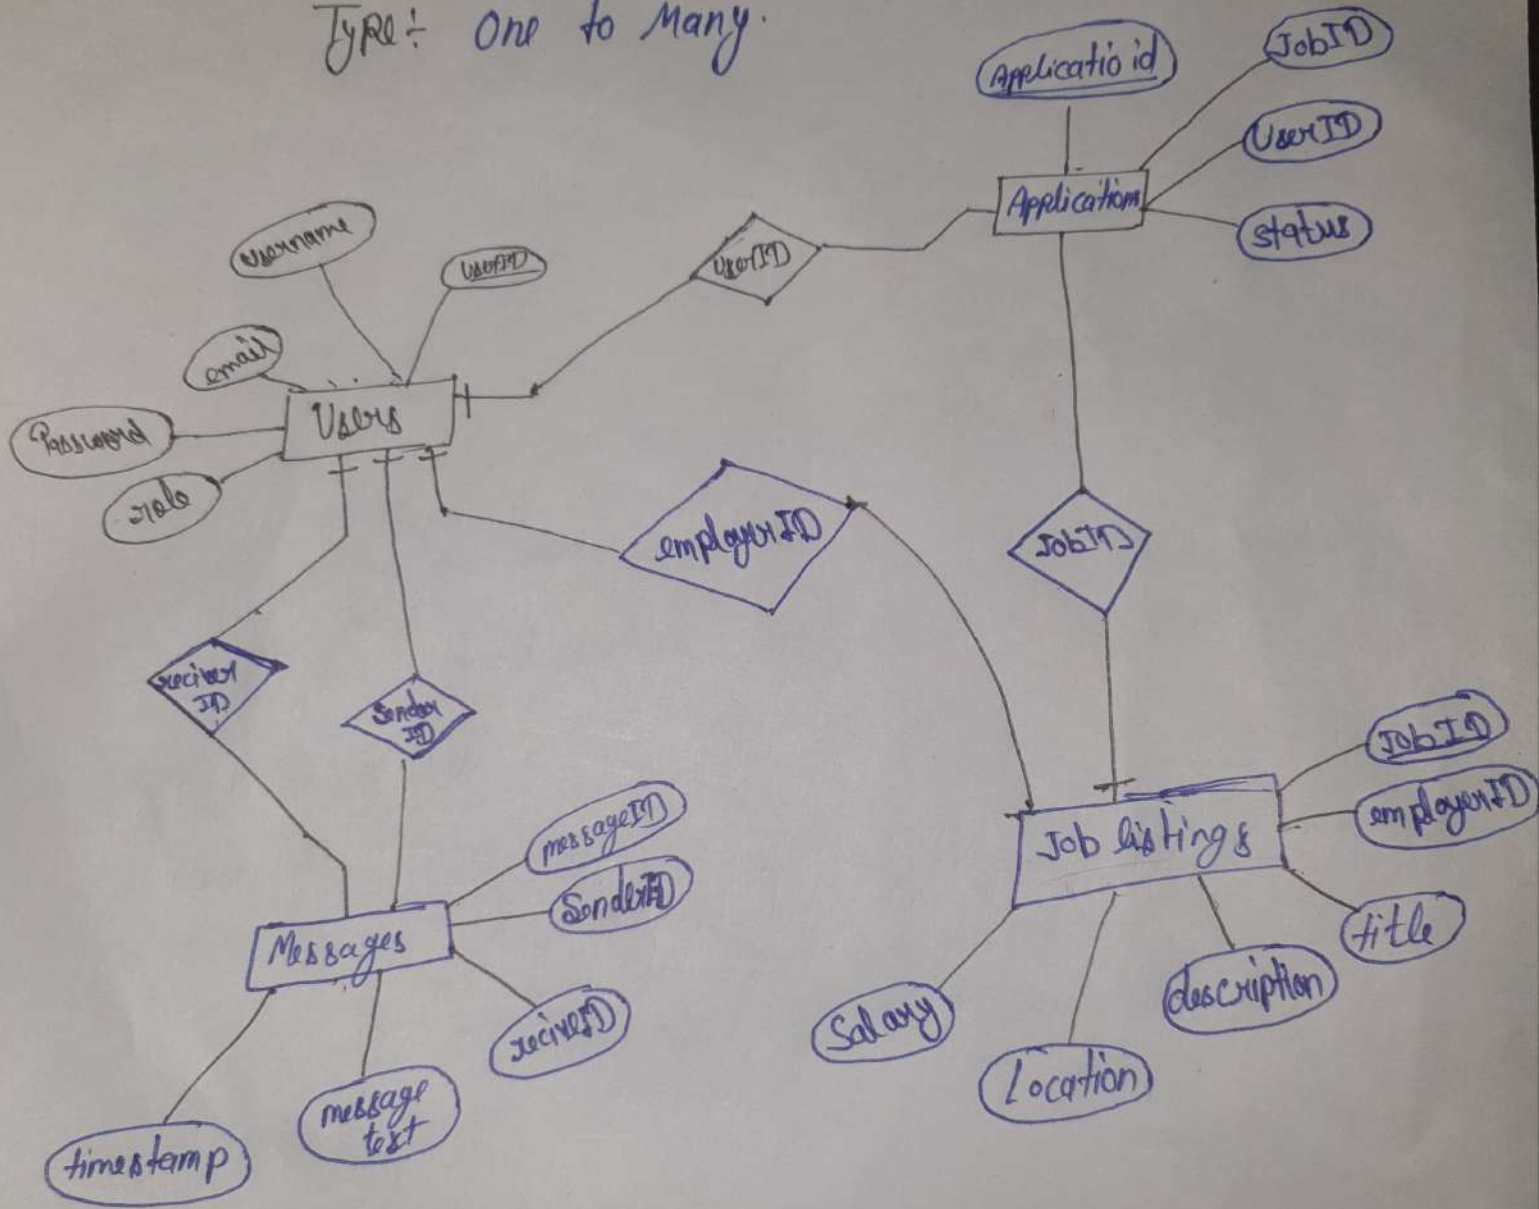 Type:- One to Many.
Applicatio id
JobID
UserID
status
Applications
username
userID
email
Password
role
Users
UserID
employerID
JobID
reciver
ID
Sender
ID
Messages
messageID
SenderID
reciveID
message
text
timestamp
Job listings
JobID
employerID
title
description
Location
Salary